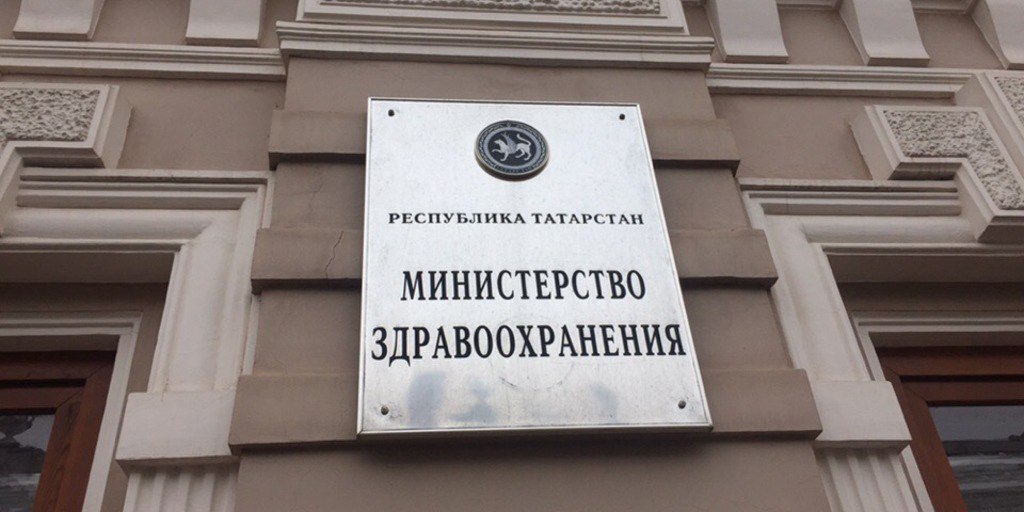 РЕСПУБЛИКА ТАТАРСТАН
МИНИСТЕРСТВО
ЗДРАВООХРАНЕНИЯ